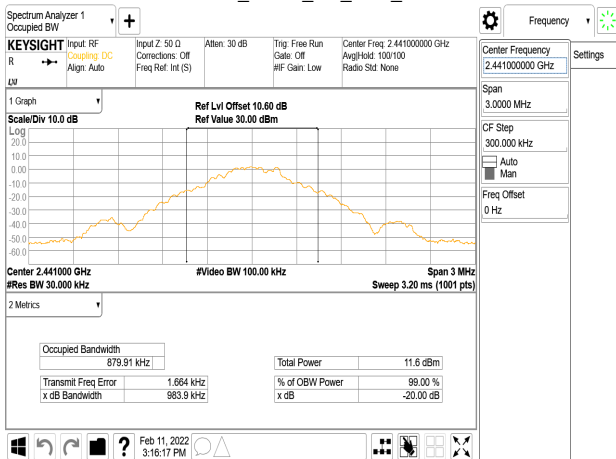 Spectrum Analyzer 1
Occupied BW
Frequency
KEYSIGHT
R
Input: RF
Coupling: DC
Align: Auto
Input Z: 50 Ω
Corrections: Off
Freq Ref: Int (S)
Atten: 30 dB
Trig: Free Run
Gate: Off
#IF Gain: Low
Center Freq: 2.441000000 GHz
Avg|Hold: 100/100
Radio Std: None
Center Frequency
2.441000000 GHz
Settings
Span
3.0000 MHz
CF Step
300.000 kHz
Auto
Man
Freq Offset
0 Hz
1 Graph
Scale/Div 10.0 dB
Ref Lvl Offset 10.60 dB
Ref Value 30.00 dBm
Log
20.0
10.0
0.00
-10.0
-20.0
-30.0
-40.0
-50.0
-60.0
Center 2.441000 GHz
#Res BW 30.000 kHz
#Video BW 100.00 kHz
Span 3 MHz
Sweep 3.20 ms (1001 pts)
2 Metrics
Occupied Bandwidth
879.91 kHz
Total Power 11.6 dBm
Transmit Freq Error 1.664 kHz
% of OBW Power 99.00 %
x dB Bandwidth 983.9 kHz
x dB -20.00 dB
?
Feb 11, 2022
3:16:17 PM